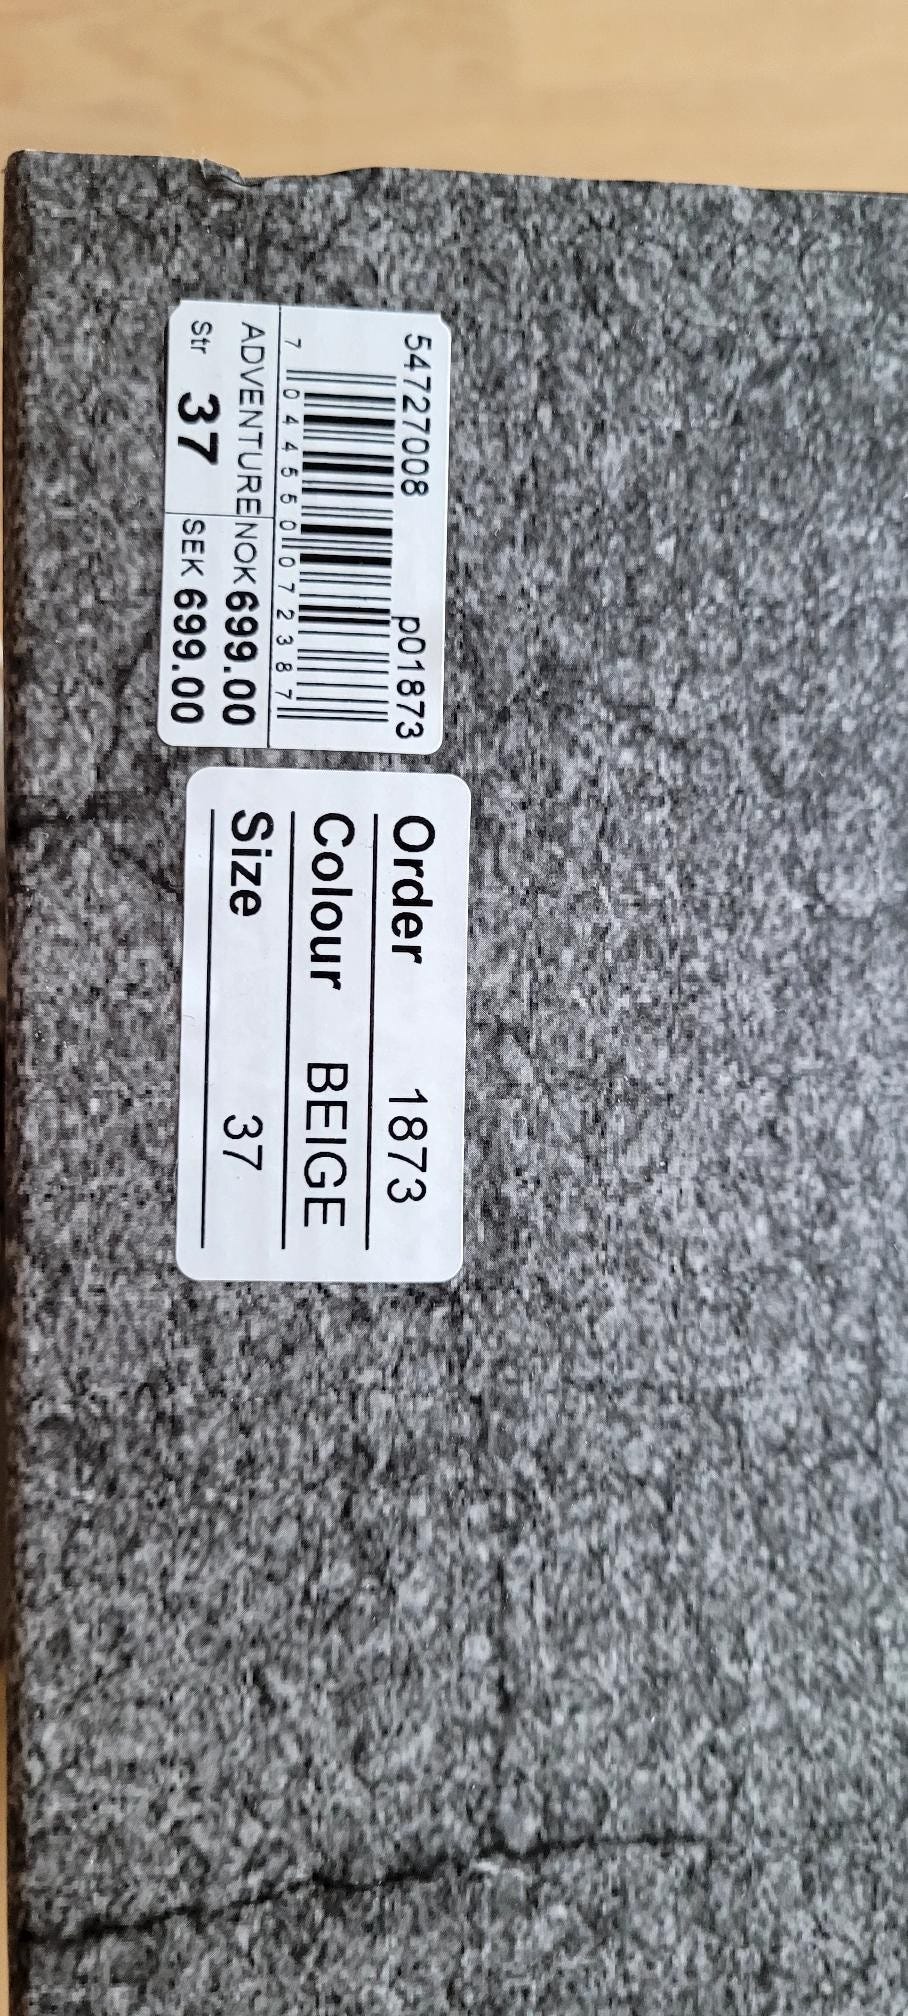 54727008 p01873
7 044550 072387
ADVENTURE NOK 699.00
Str 37 SEK 699.00
Order 1873
Colour BEIGE
Size 37